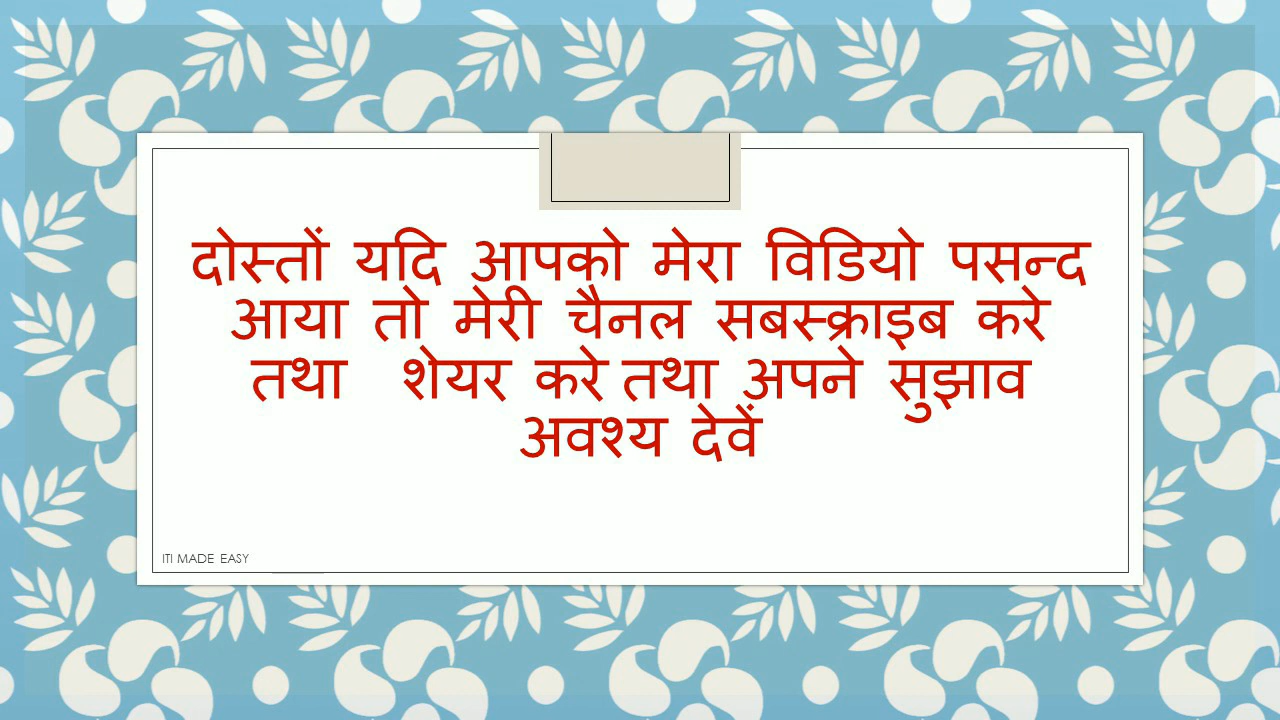 दोस्तों यदि आपको मेरा विडियो पसन्द
आया तो मेरी चैनल सबस्क्राइब करे
तथा शेयर करे तथा अपने सुझाव
अवश्य देवें
ITI MADE EASY